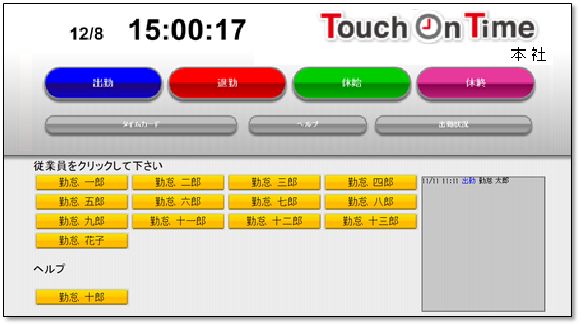 12/8 15:00:17 Touch On Time
本社
出勤 退勤 休始 休終
タイムカード ヘルプ 出勤状況
従業員をクリックして下さい
勤怠 一郎 勤怠 二郎 勤怠 三郎 勤怠 四郎
11/11 11:11 出勤 勤怠 太郎
勤怠 五郎 勤怠 六郎 勤怠 七郎 勤怠 八郎
勤怠 九郎 勤怠 十一郎 勤怠 十二郎 勤怠 十三郎
勤怠 花子
ヘルプ
勤怠 十郎